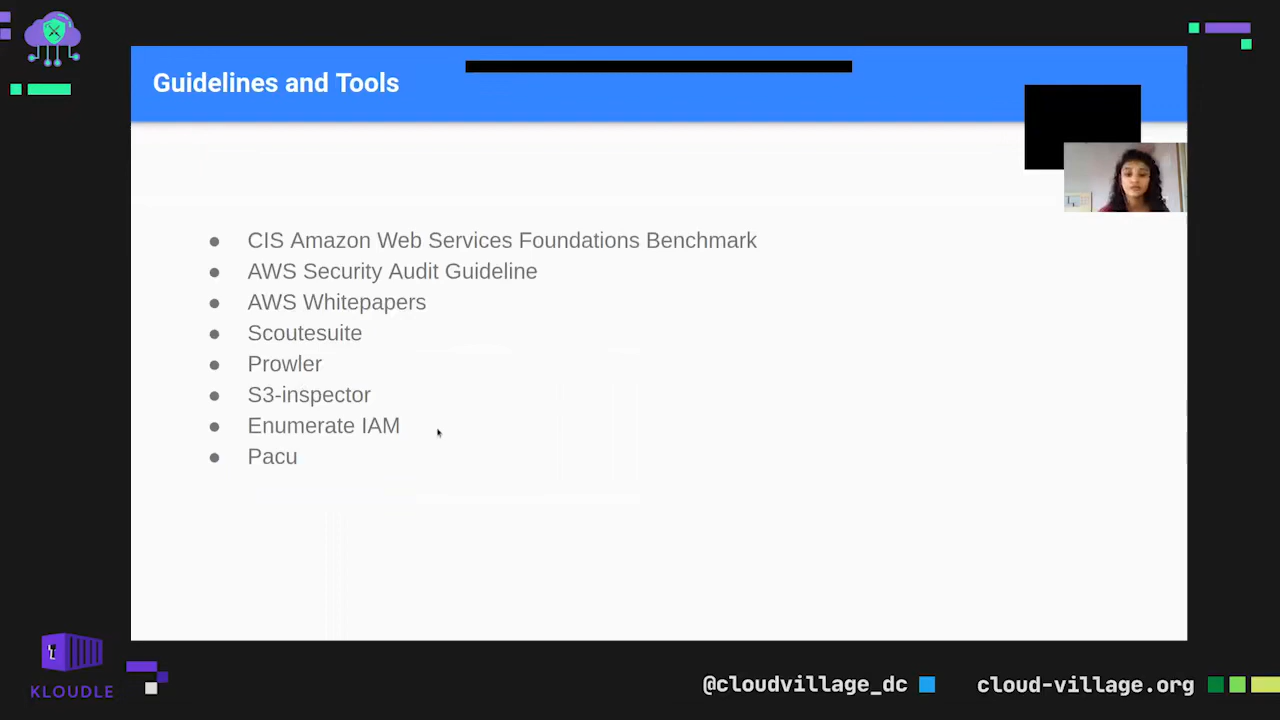 Guidelines and Tools
● CIS Amazon Web Services Foundations Benchmark
● AWS Security Audit Guideline
● AWS Whitepapers
● Scoutesuite
● Prowler
● S3-inspector
● Enumerate IAM
● Pacu
KLOUDLE
@cloudvillage_dc
cloud-village.org